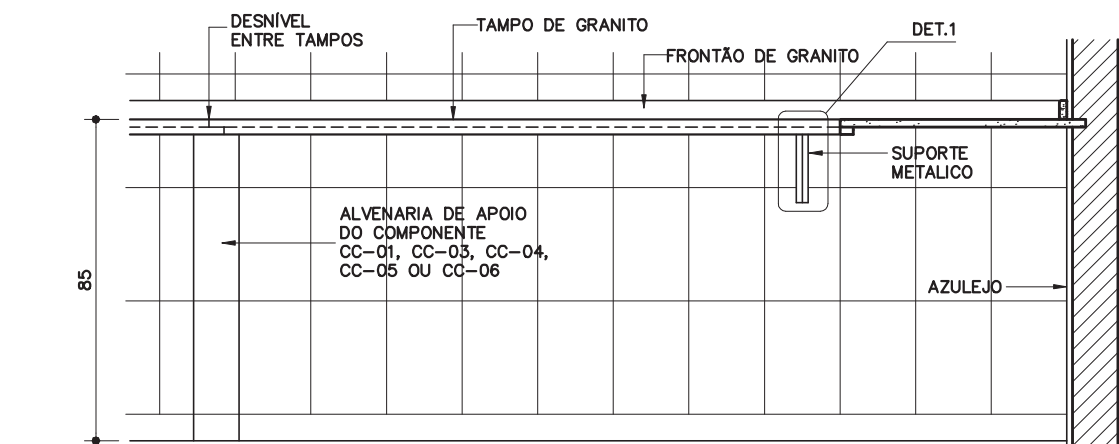 DESNÍVEL
ENTRE TAMPOS
TAMPO DE GRANITO
DET.1
FRONTÃO DE GRANITO
SUPORTE
METALICO
ALVENARIA DE APOIO
DO COMPONENTE
CC-01, CC-03, CC-04,
CC-05 OU CC-06
85
AZULEJO